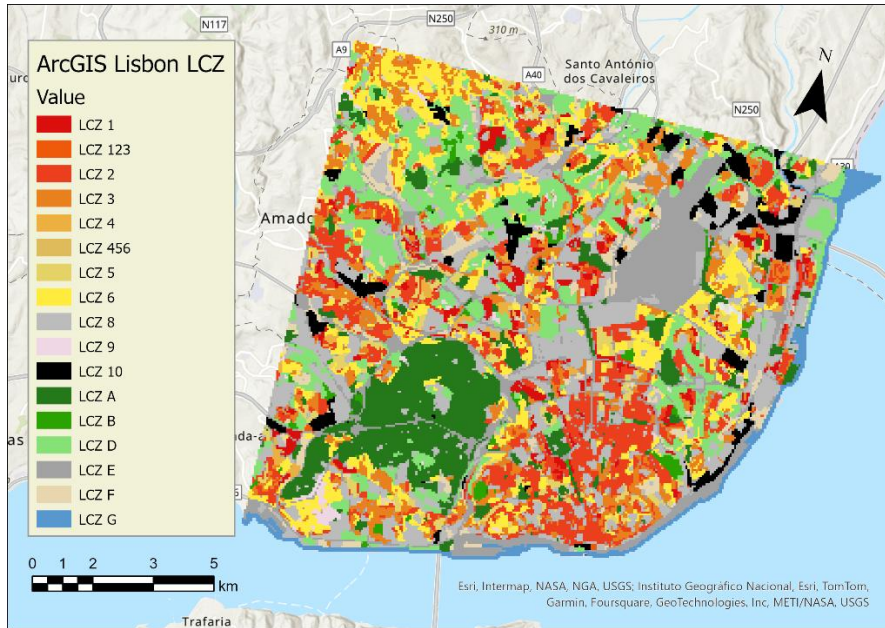 N117
N250
310 m
A9
Santo António
dos Cavaleiros
A40
N
N250
ArcGIS Lisbon LCZ
Value
LCZ 1
LCZ 123
LCZ 2
LCZ 3
LCZ 4
LCZ 456
LCZ 5
LCZ 6
LCZ 8
LCZ 9
LCZ 10
LCZ A
LCZ B
LCZ D
LCZ E
LCZ F
LCZ G
Amado
nda-a
as
0 1 2 3 5
km
Esri, Intermap, NASA, NGA, USGS; Instituto Geográfico Nacional, Esri, TomTom,
Garmin, Foursquare, GeoTechnologies, Inc, METI/NASA, USGS
Trafaria